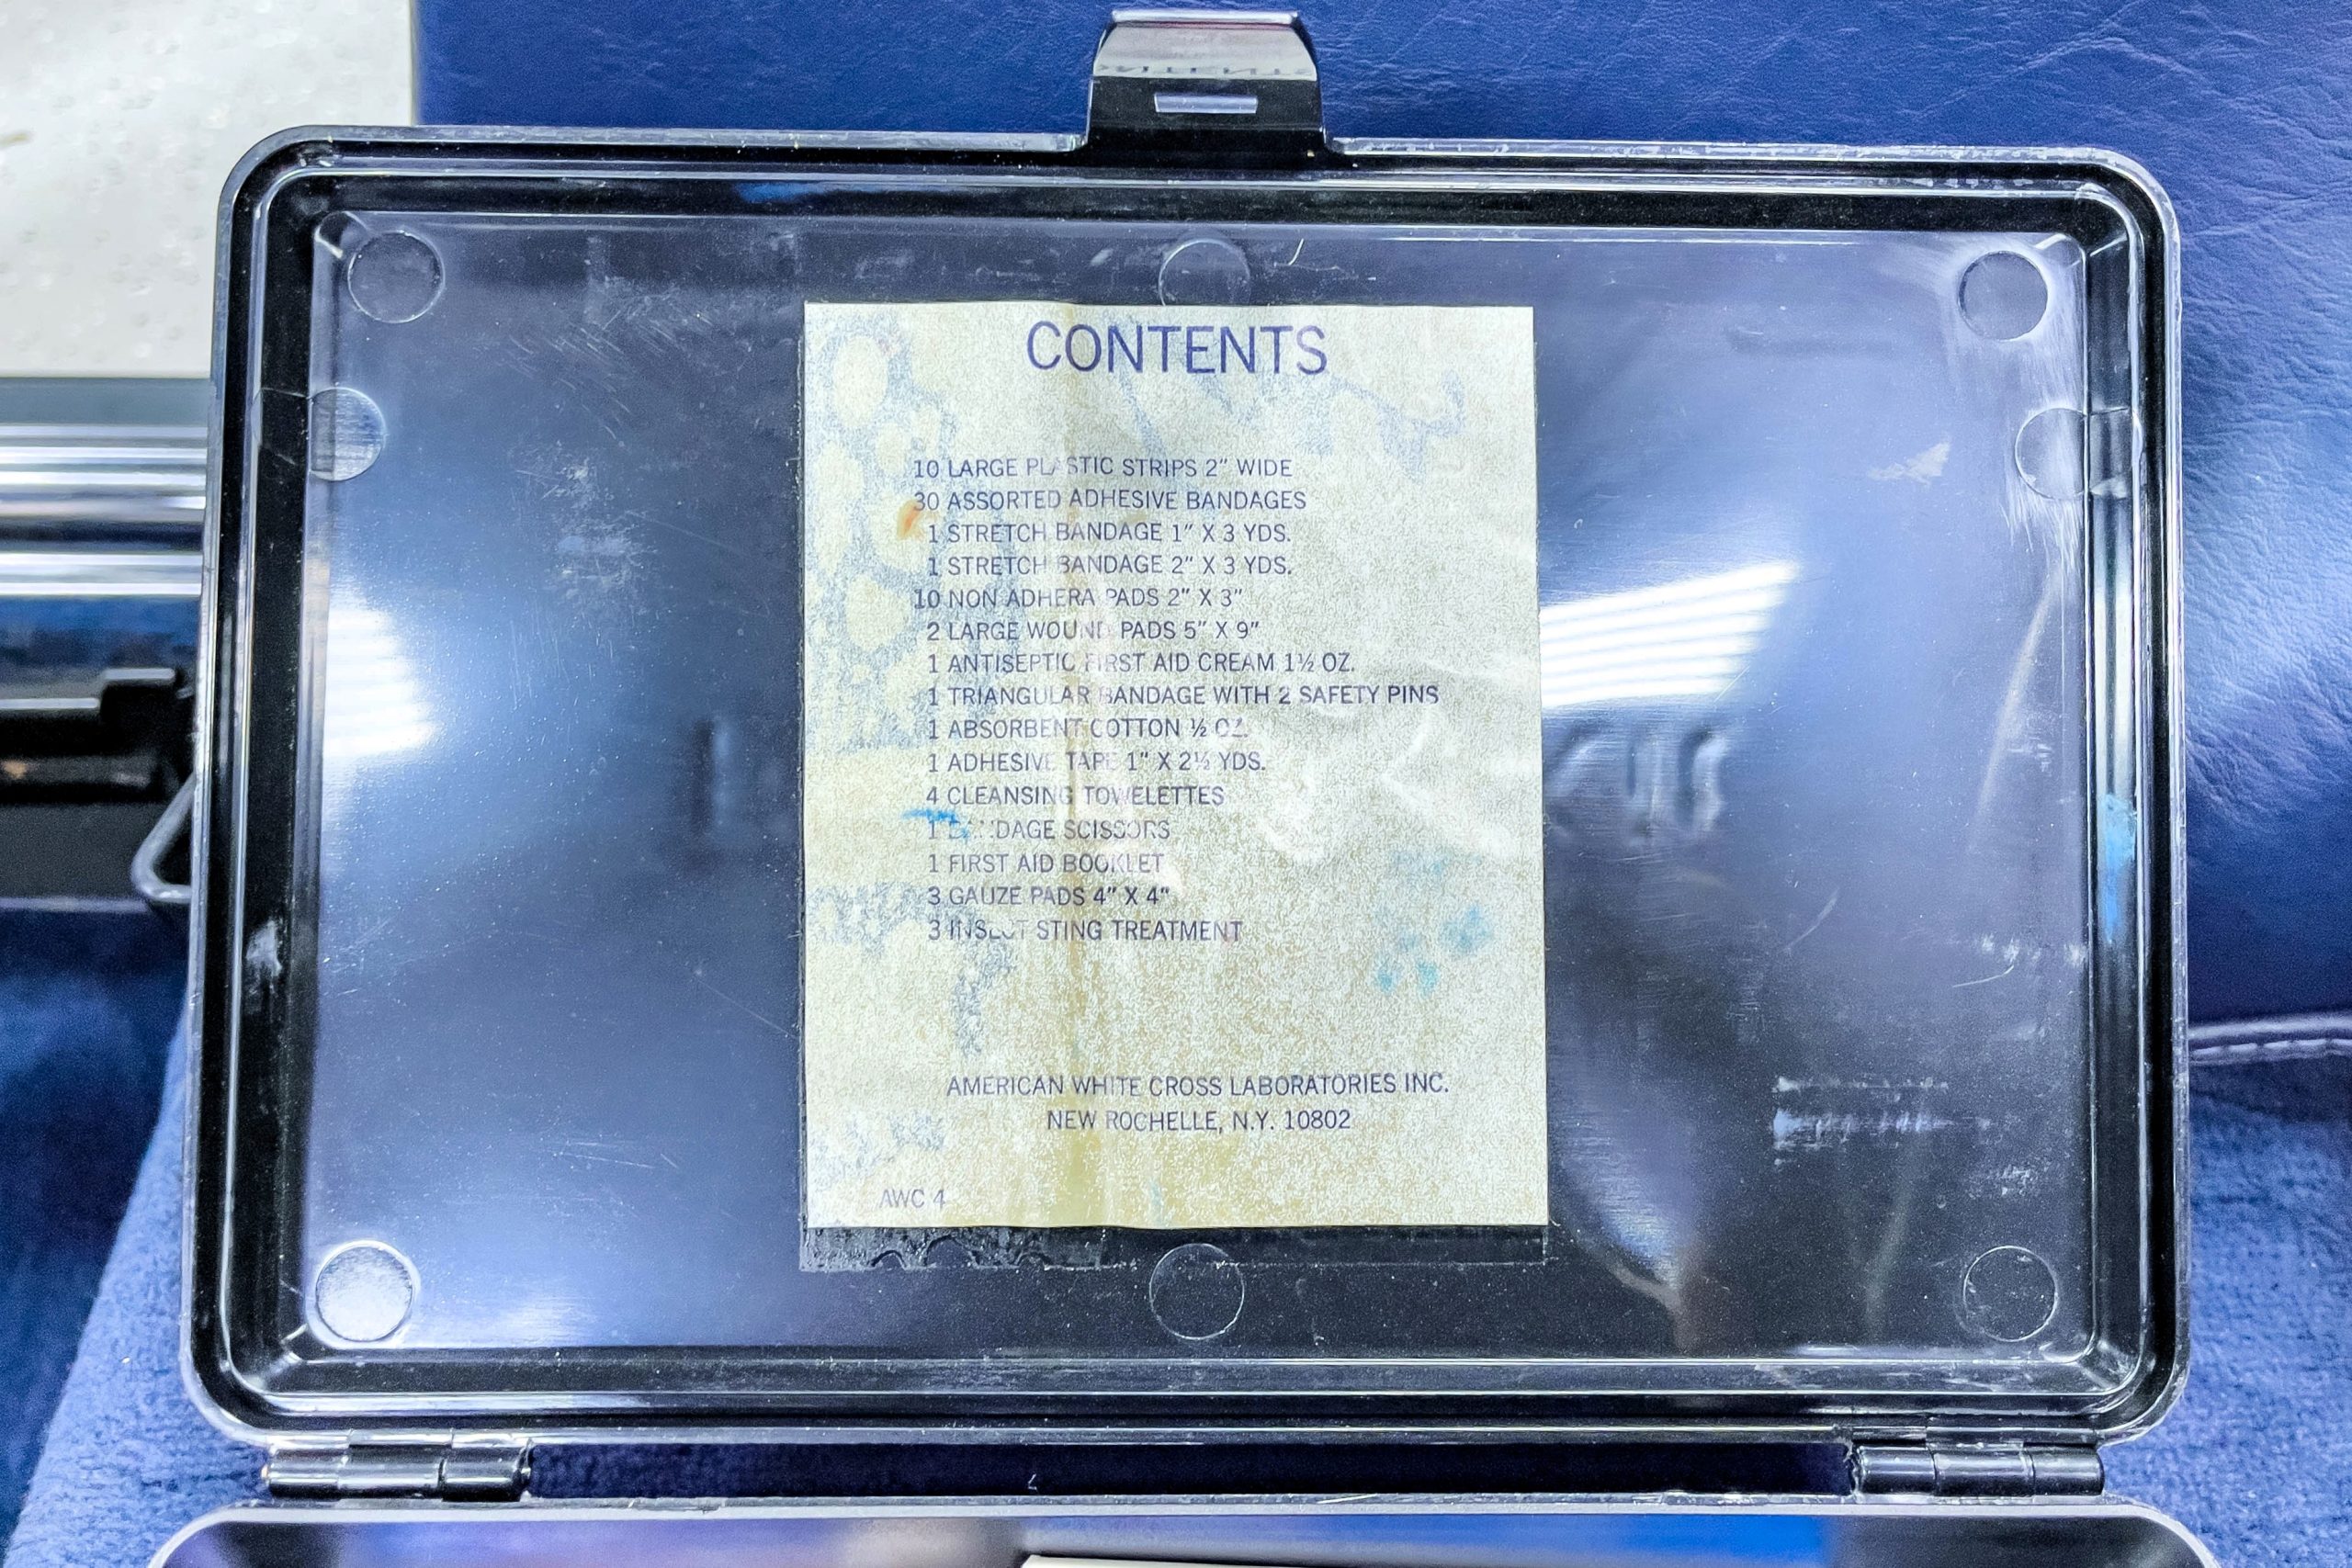 CONTENTS
10 LARGE PLASTIC STRIPS 2" WIDE
30 ASSORTED ADHESIVE BANDAGES
1 STRETCH BANDAGE 1" X 3 YDS.
1 STRETCH BANDAGE 2" X 3 YDS.
10 NON ADHERA PADS 2" X 3"
2 LARGE WOUND PADS 5" X 9"
1 ANTISEPTIC FIRST AID CREAM 1½ OZ.
1 TRIANGULAR BANDAGE WITH 2 SAFETY PINS
1 ABSORBENT COTTON ½ OZ.
1 ADHESIVE TAPE 1" X 2½ YDS.
4 CLEANSING TOWELETTES
1 BANDAGE SCISSORS
1 FIRST AID BOOKLET
3 GAUZE PADS 4" X 4"
3 INSECT STING TREATMENT
AMERICAN WHITE CROSS LABORATORIES INC.
NEW ROCHELLE, N.Y. 10802
AWC 4